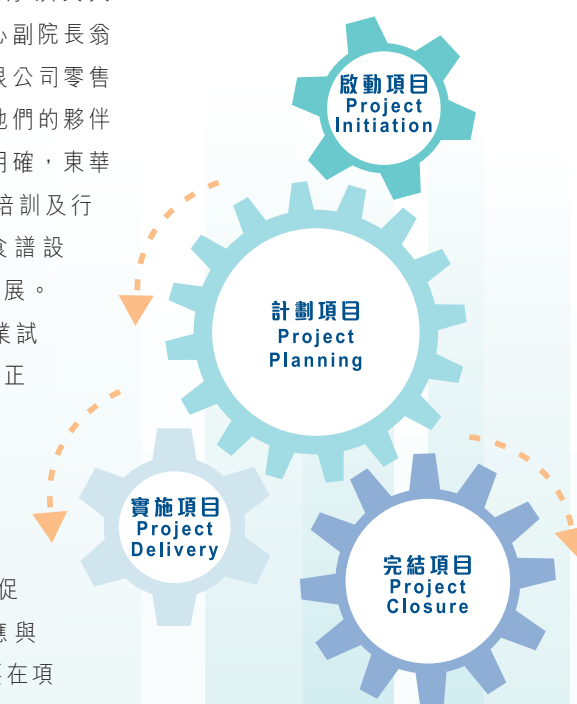 心副院長翁
限公司零售
他們的夥伴
明確，東華
培訓及行
食譜設
展。
業試
正
促
應與
在項
啟動項目
Project
Initiation
計劃項目
Project
Planning
實施項目
Project
Delivery
完結項目
Project
Closure